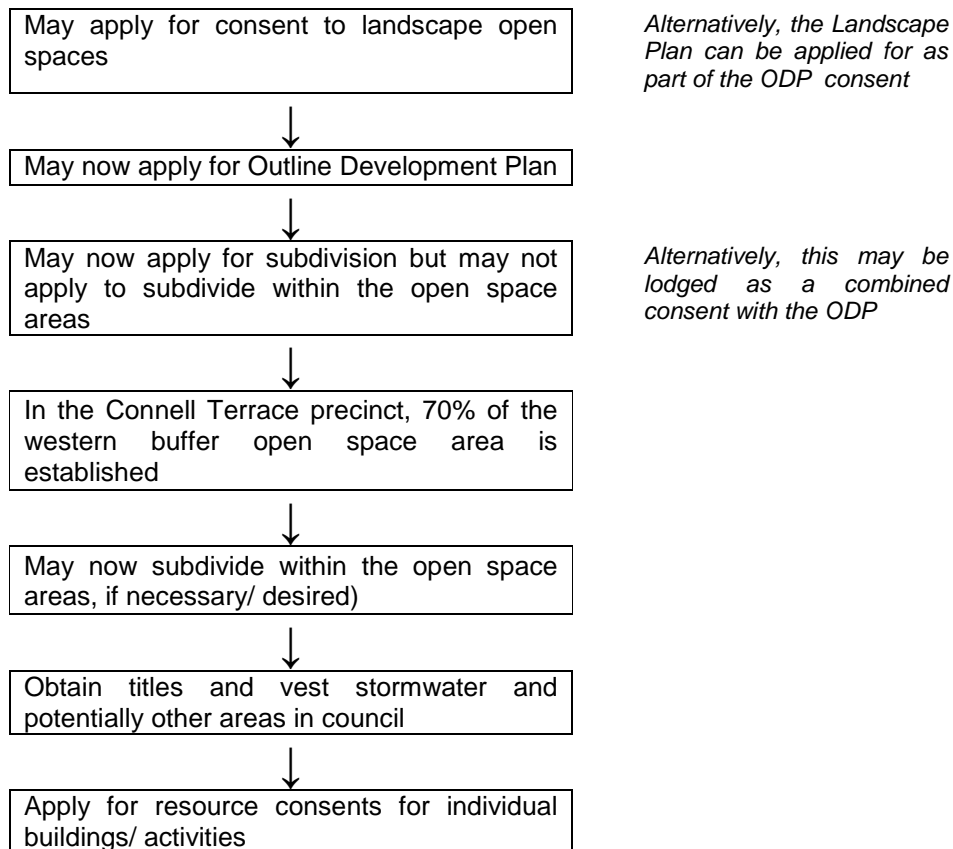 May apply for consent to landscape open
spaces
Alternatively, the Landscape
Plan can be applied for as
part of the ODP consent
↓
May now apply for Outline Development Plan
↓
May now apply for subdivision but may not
apply to subdivide within the open space
areas
Alternatively, this may be
lodged as a combined
consent with the ODP
↓
In the Connell Terrace precinct, 70% of the
western buffer open space area is
established
↓
May now subdivide within the open space
areas, if necessary/ desired)
↓
Obtain titles and vest stormwater and
potentially other areas in council
↓
Apply for resource consents for individual
buildings/ activities